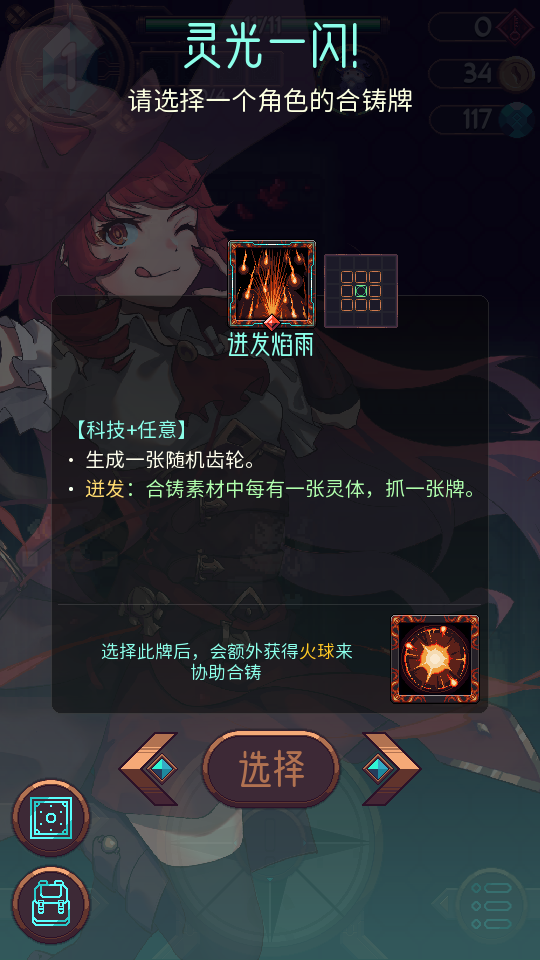 灵光一闪!
请选择一个角色的合铸牌
11/11
1
0
34
117
迸发焰雨
【科技+任意】
· 生成一张随机齿轮。
· 迸发：合铸素材中每有一张灵体，抓一张牌。
选择此牌后，会额外获得火球来
协助合铸
选择